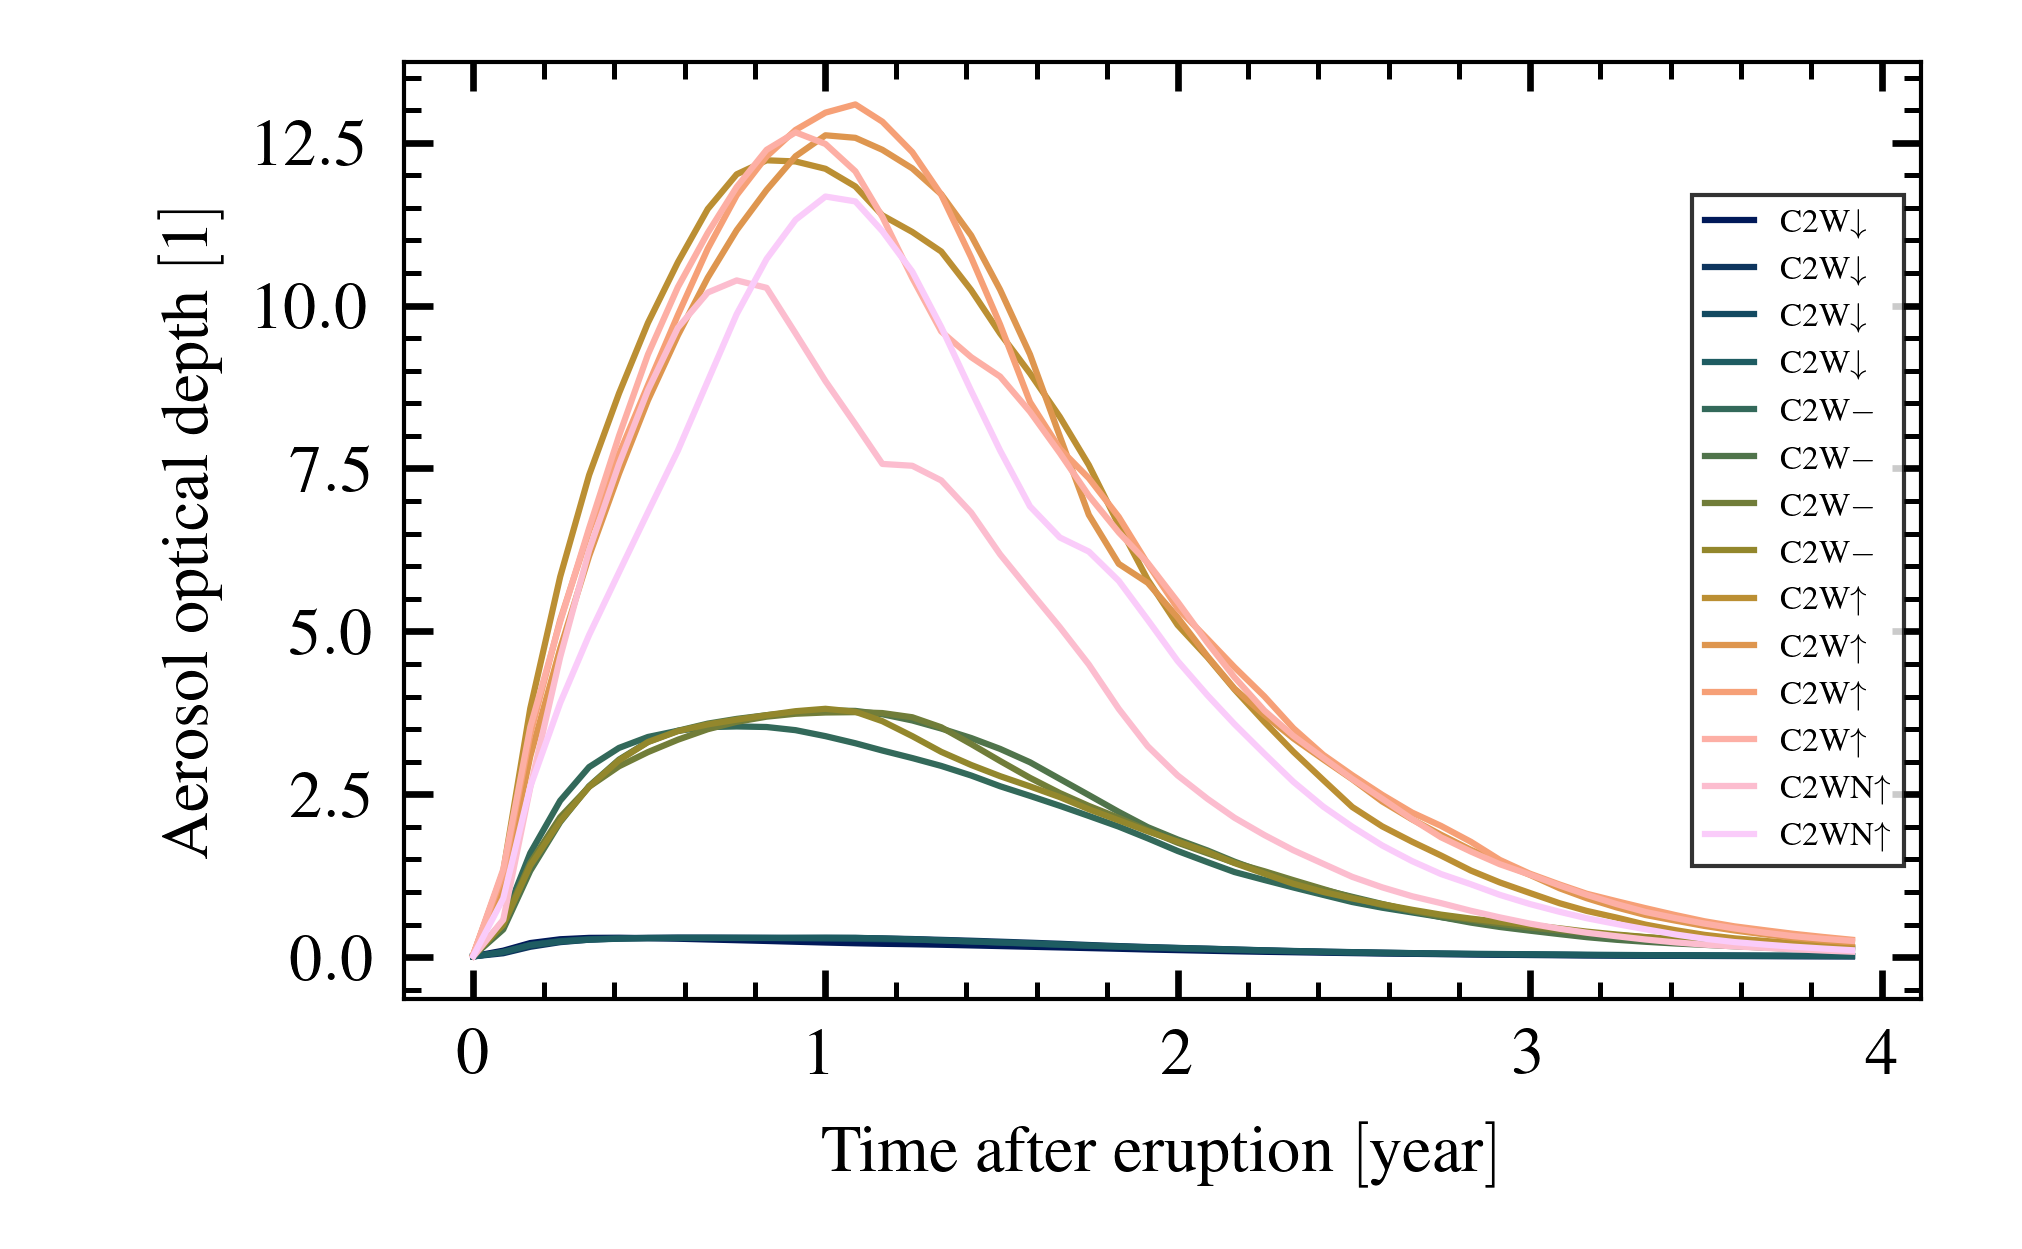 Aerosol optical depth [1]
12.5
10.0
7.5
5.0
2.5
0.0
0 1 2 3 4
Time after eruption [year]
C2W↓
C2W↓
C2W↓
C2W↓
C2W−
C2W−
C2W−
C2W−
C2W↑
C2W↑
C2W↑
C2W↑
C2WN↑
C2WN↑